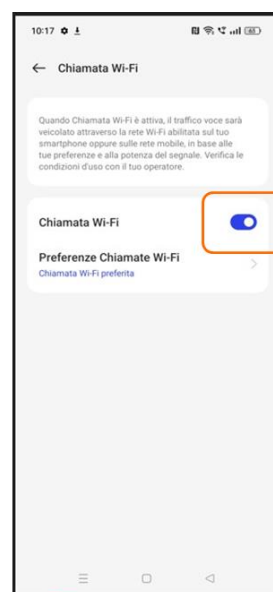 10:17
Chiamata Wi-Fi
Quando Chiamata Wi-Fi è attiva, il traffico voce sarà
veicolato attraverso la rete Wi-Fi abilitata sul tuo
smartphone oppure sulle rete mobile, in base alle
tue preferenze e alla potenza del segnale. Verifica le
condizioni d'uso con il tuo operatore.
Chiamata Wi-Fi
Preferenze Chiamate Wi-Fi
Chiamata Wi-Fi preferita